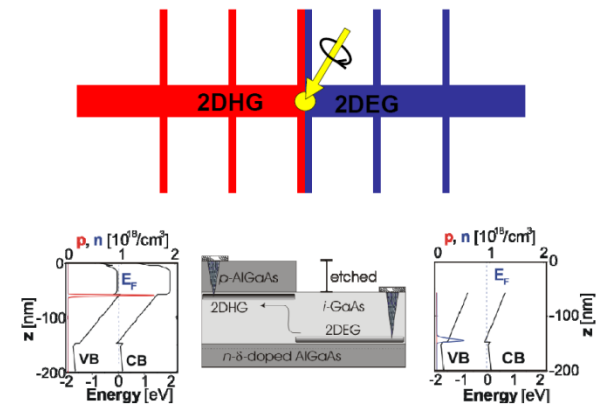 2DHG 2DEG
p, n [10¹⁸/cm³]
0 1 2
E_F
0
-100
-200
z [nm]
VB CB
-2 -1 0 1 2
Energy [eV]
p-AlGaAs
etched
2DHG
i-GaAs
2DEG
n-δ-doped AlGaAs
p, n [10¹⁸/cm³]
0 1 2
E_F
0
-100
-200
z [nm]
VB CB
-2 -1 0 1 2
Energy [eV]